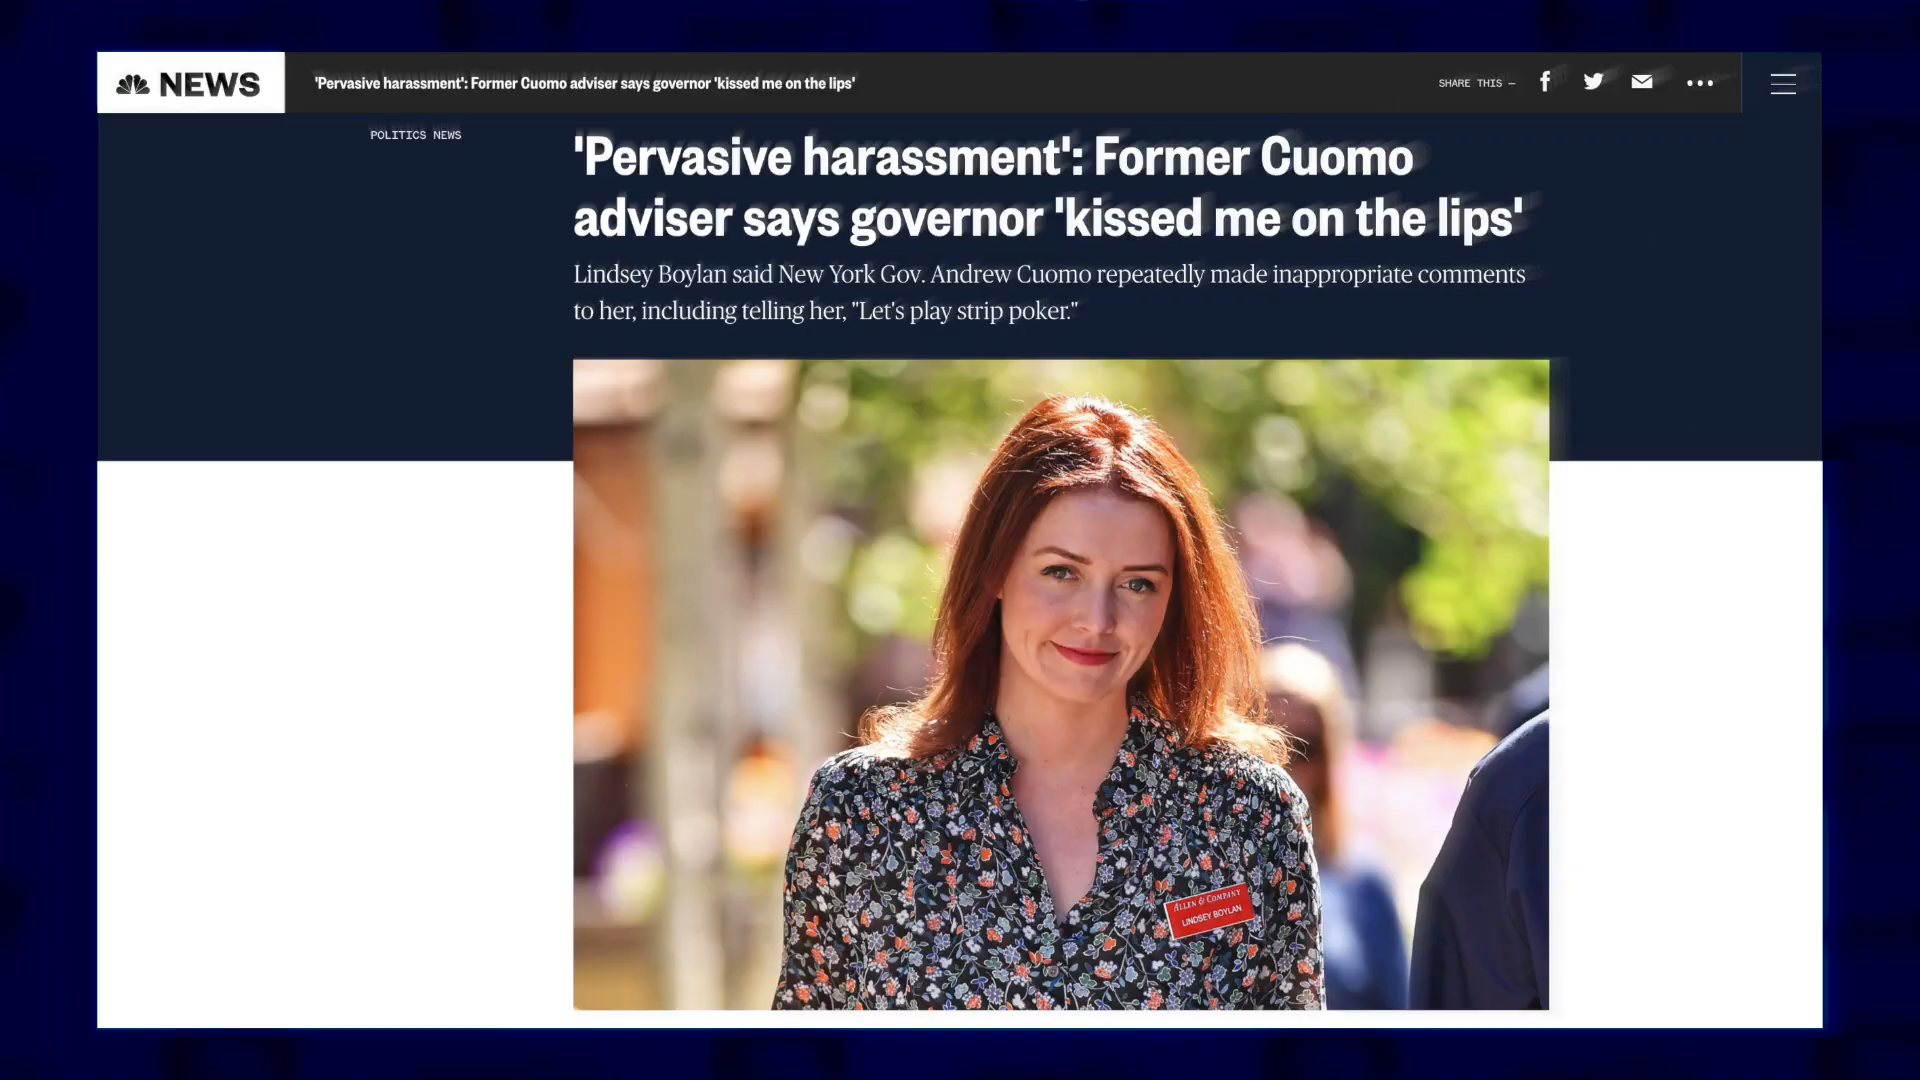 NEWS
'Pervasive harassment': Former Cuomo adviser says governor 'kissed me on the lips'
SHARE THIS —
POLITICS NEWS
'Pervasive harassment': Former Cuomo
adviser says governor 'kissed me on the lips'
Lindsey Boylan said New York Gov. Andrew Cuomo repeatedly made inappropriate comments
to her, including telling her, "Let's play strip poker."
ALLEN & COMPANY
LINDSEY BOYLAN